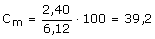 Cm = 2,40/6,12 · 100 = 39,2